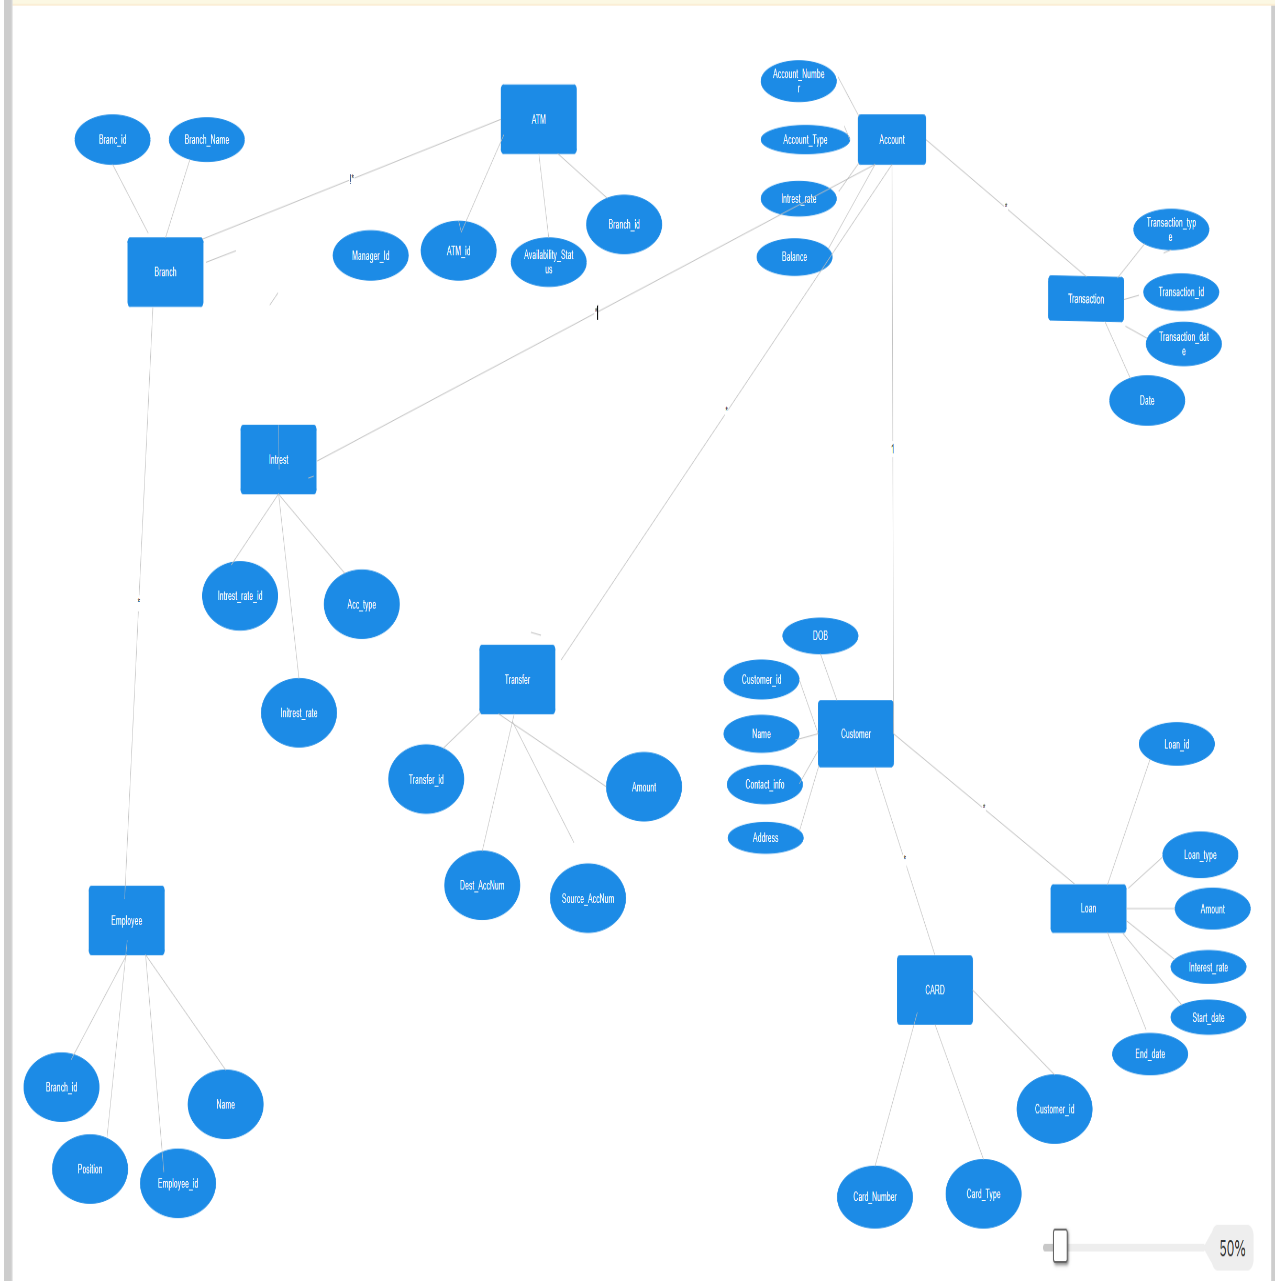 Account_Numbe
r
ATM
Branc_id
Branch_Name
Account_Type
Account
Intrest_rate
Branch_id
Transaction_typ
e
Manager_Id
ATM_id
Availability_Stat
us
Balance
Branch
Transaction_id
Transaction
Transaction_dat
e
Date
Intrest
Intrest_rate_id
Acc_type
DOB
Transfer
Customer_id
Initrest_rate
Name
Customer
Loan_id
Transfer_id
Amount
Contact_info
Address
Loan_type
Dest_AccNum
Source_AccNum
Loan
Amount
Employee
Interest_rate
CARD
Start_date
End_date
Branch_id
Name
Customer_id
Position
Employee_id
Card_Number
Card_Type
50%